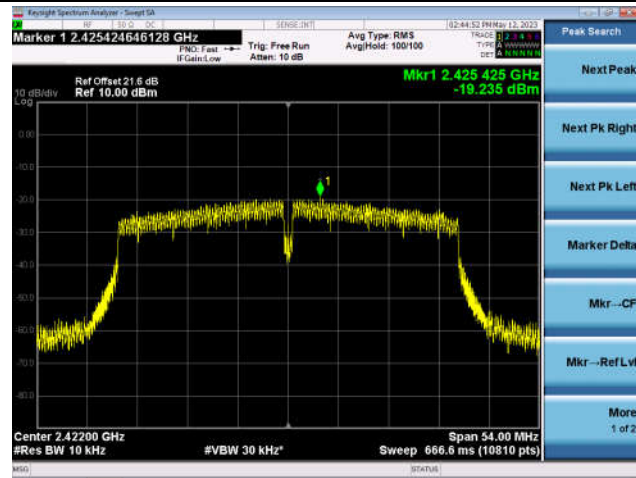 Keysight Spectrum Analyzer - Swept SA
RF 50 Ω DC SENSE:INT 02:44:52 PM May 12, 2023
Marker 1 2.425424646128 GHz
PNO: Fast
IFGain:Low
Trig: Free Run
Atten: 10 dB
Avg Type: RMS
Avg|Hold: 100/100
TRACE 1 2 3 4 5 6
TYPE A WWWWW
DET A N N N N N
Ref Offset 21.6 dB
10 dB/div Ref 10.00 dBm
Log
Mkr1 2.425 425 GHz
-19.235 dBm
0.00
-10.0
1
-20.0
-30.0
-40.0
-60.0
-70.0
-80.0
Center 2.42200 GHz
Span 54.00 MHz
#Res BW 10 kHz
#VBW 30 kHz*
Sweep 666.6 ms (10810 pts)
MSG
STATUS
Peak Search
Next Peak
Next Pk Right
Next Pk Left
Marker Delta
Mkr→CF
Mkr→Ref Lvl
More
1 of 2